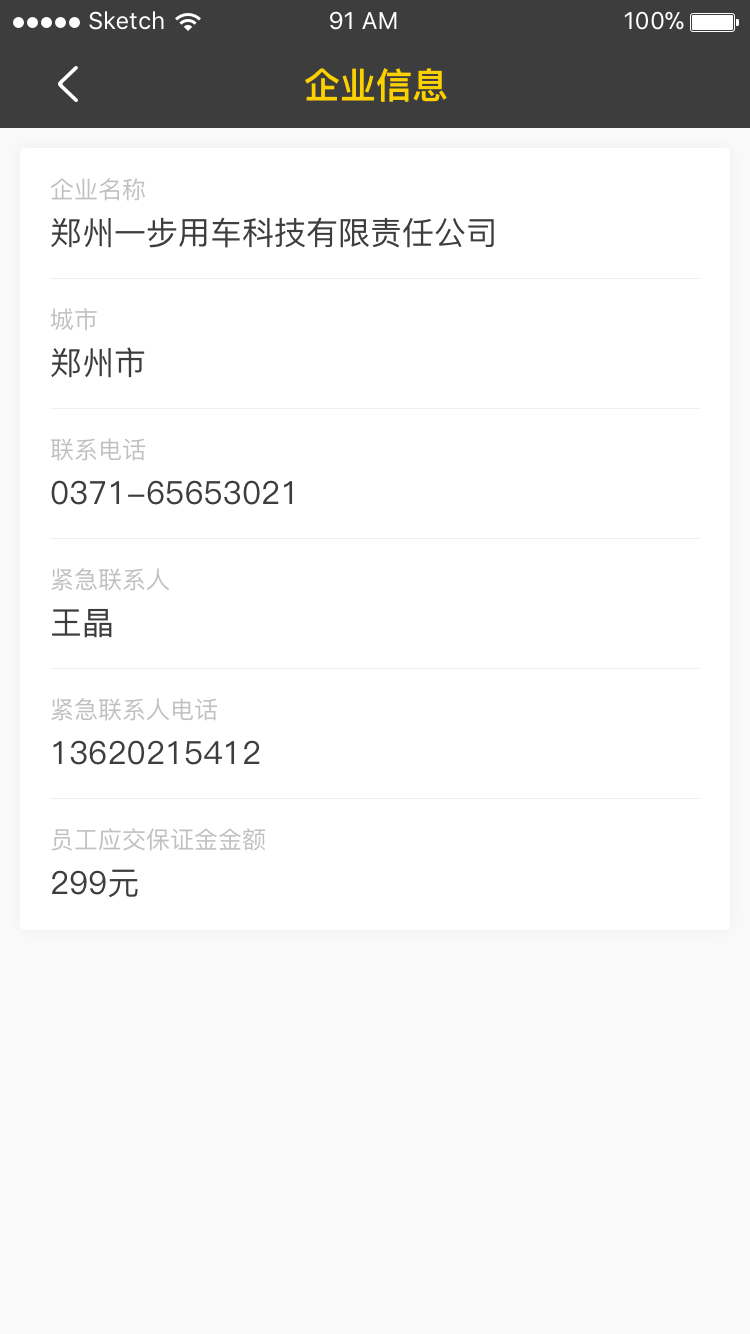 Sketch 91 AM 100%
企业信息
企业名称
郑州一步用车科技有限责任公司
城市
郑州市
联系电话
0371-65653021
紧急联系人
王晶
紧急联系人电话
13620215412
员工应交保证金金额
299元